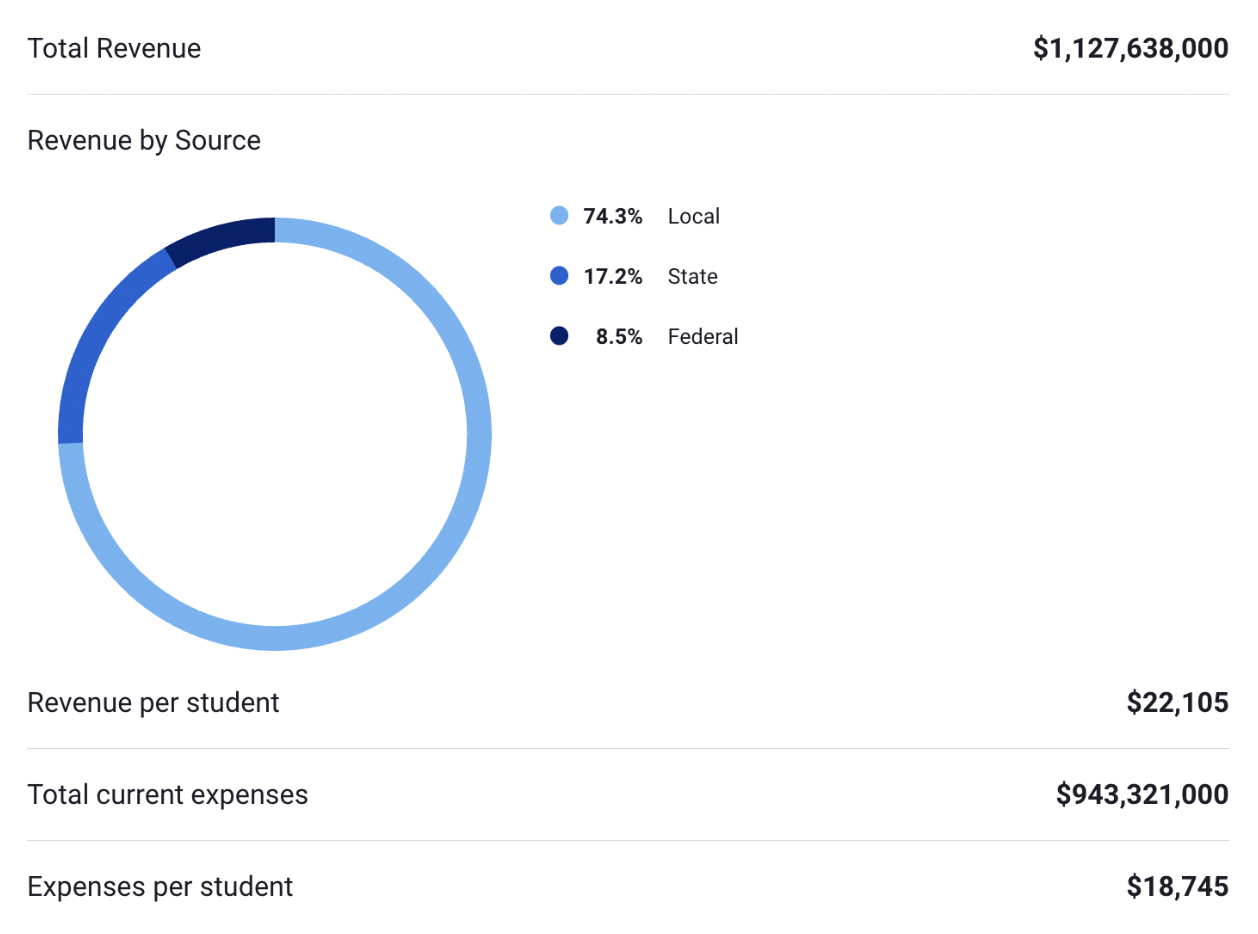 Total Revenue $1,127,638,000
Revenue by Source
74.3% Local
17.2% State
8.5% Federal
Revenue per student $22,105
Total current expenses $943,321,000
Expenses per student $18,745